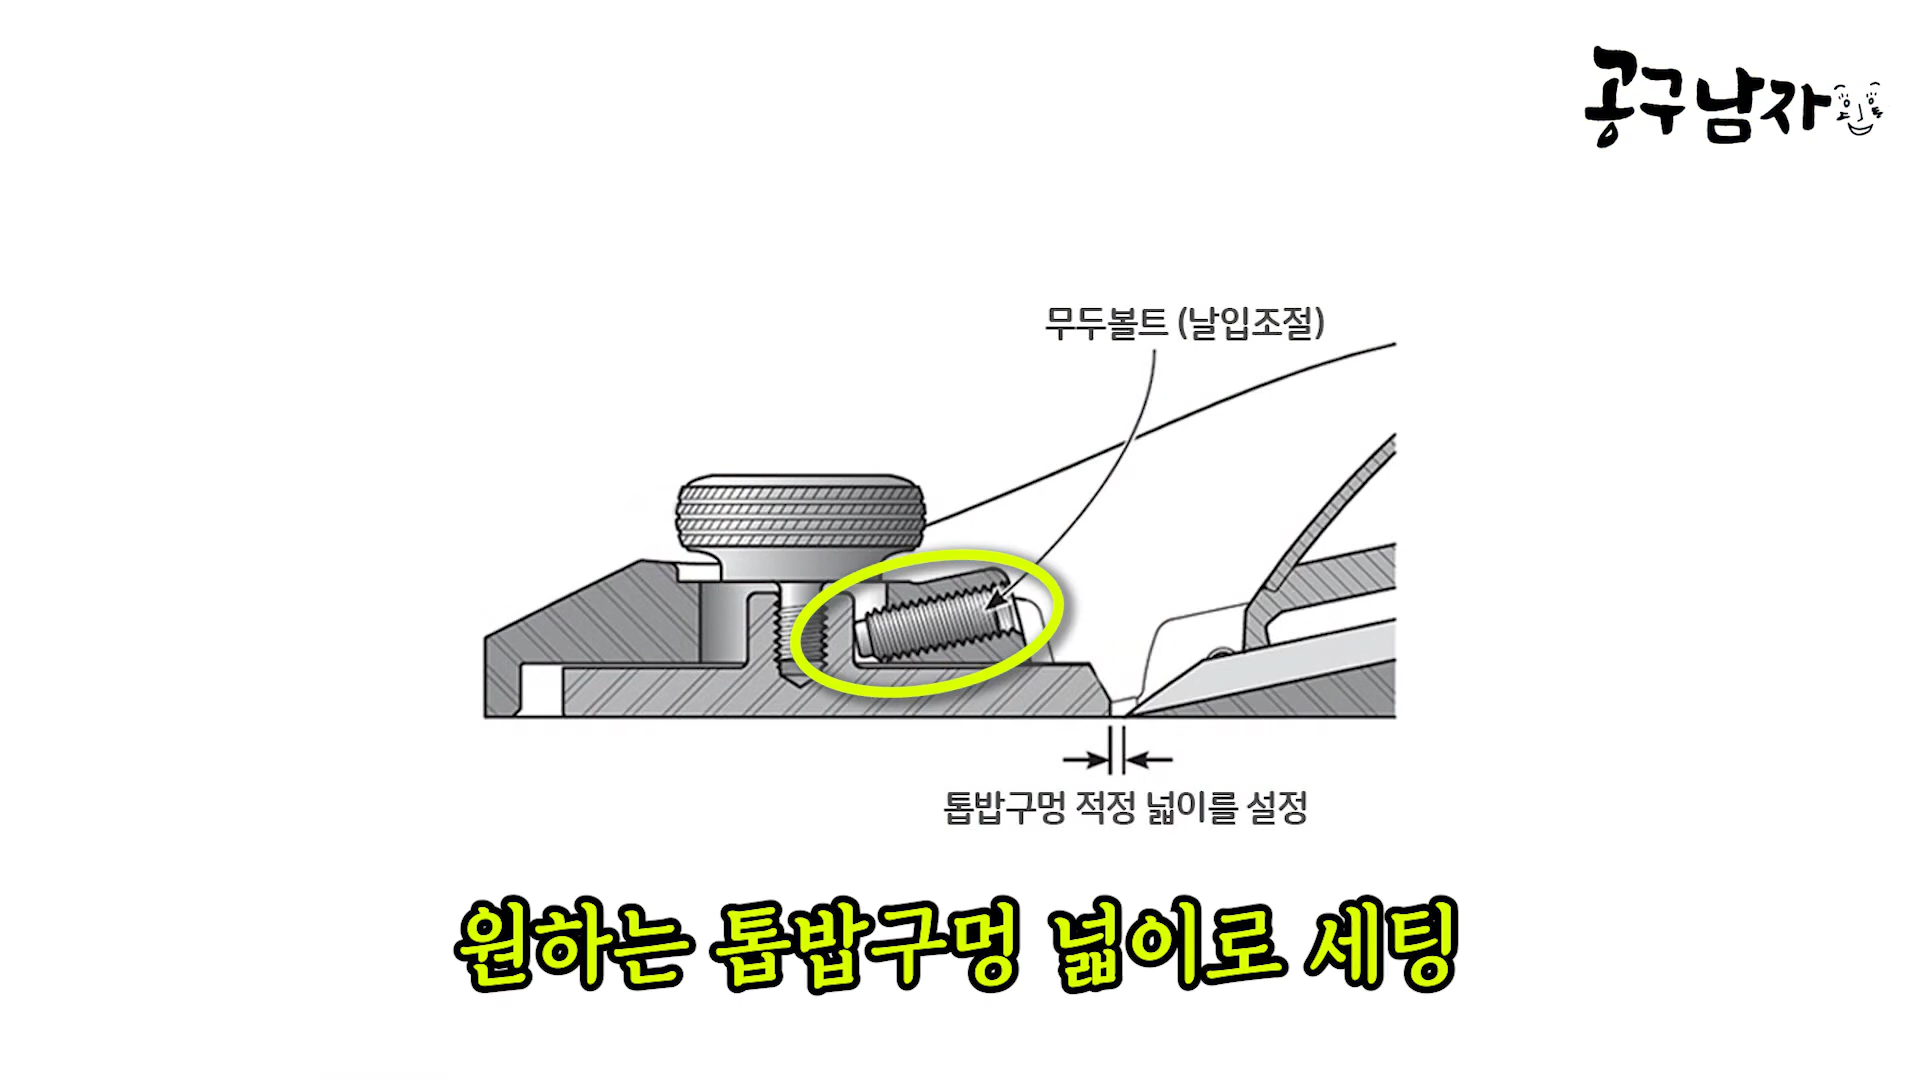 공구남자
무두볼트 (날입조절)
톱밥구멍 적정 넓이를 설정
원하는 톱밥구멍 넓이로 세팅